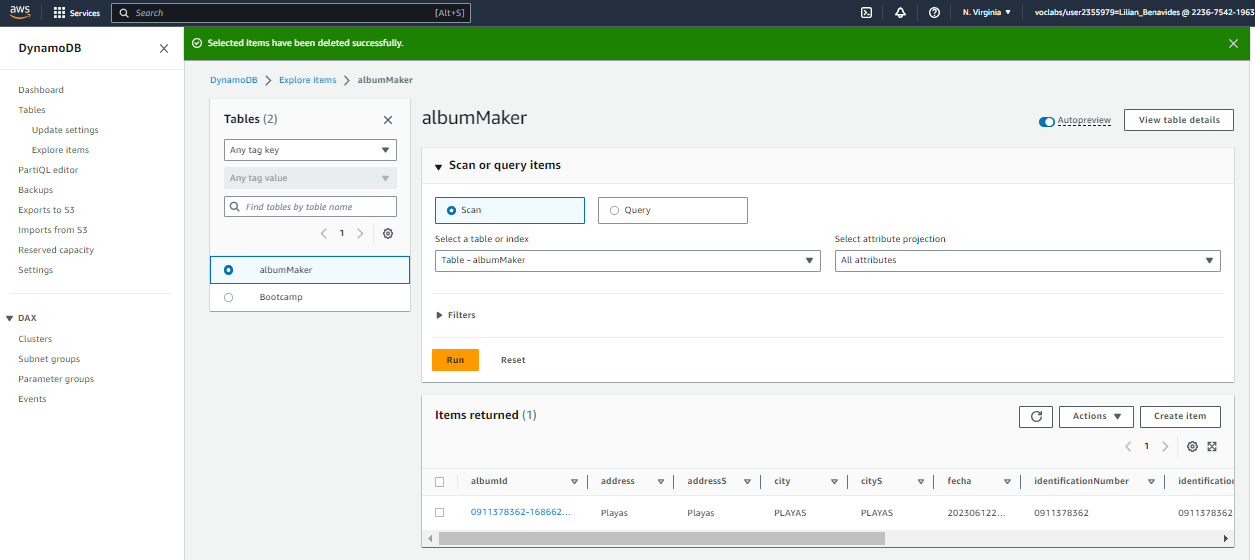 aws Services Search [Alt+S] N. Virginia voclabs/user2355979=Lilian_Benavides @ 2236-7542-1963
DynamoDB
Dashboard
Tables
Update settings
Explore items
PartiQL editor
Backups
Exports to S3
Imports from S3
Reserved capacity
Settings
DAX
Clusters
Subnet groups
Parameter groups
Events
Selected items have been deleted successfully.
DynamoDB Explore items albumMaker
Tables (2)
Any tag key
Any tag value
Find tables by table name
1
albumMaker
Bootcamp
albumMaker
Autopreview View table details
Scan or query items
Scan Query
Select a table or index Select attribute projection
Table - albumMaker All attributes
Filters
Run Reset
Items returned (1) Actions Create item
1
albumId address addressS city cityS fecha identificationNumber identification
0911378362-168662... Playas Playas PLAYAS PLAYAS 202306122... 0911378362 0911378362